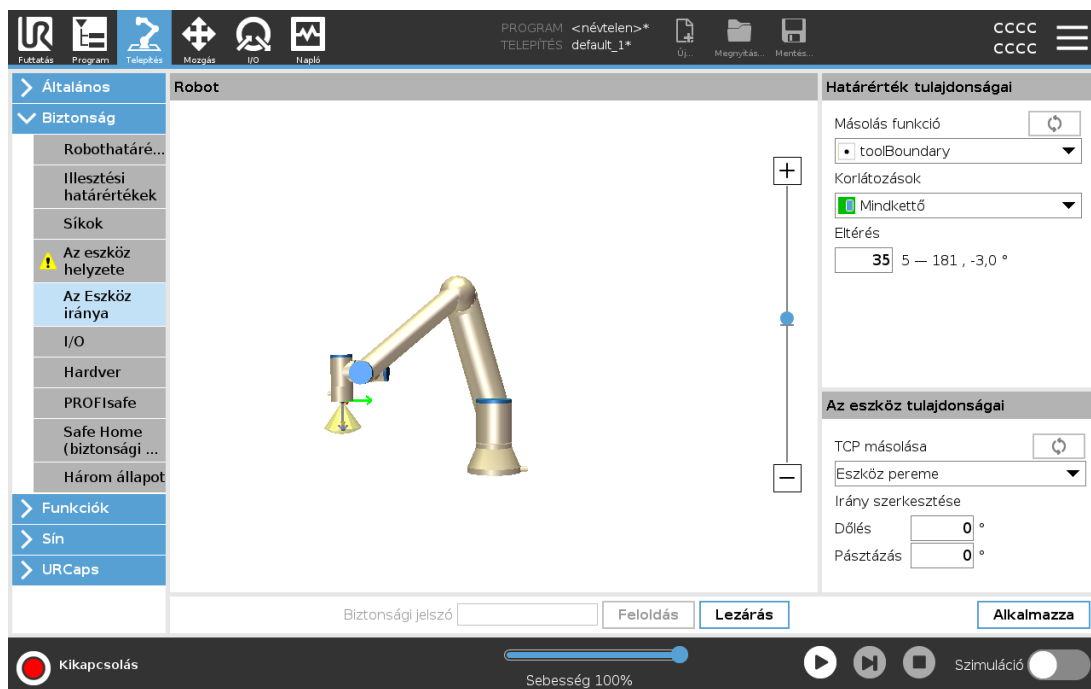 PROGRAM <névtelen>*
TELEPÍTÉS default_1*
UR
Futtatás Program Telepítés Mozgás I/O Napló
Új... Megnyitás... Mentés...
CCCC
CCCC
Általános
Biztonság
Robothatáré...
Illesztési
határértékek
Síkok
Az eszköz
helyzete
Az Eszköz
iránya
I/O
Hardver
PROFIsafe
Safe Home
(biztonsági ...
Három állapot
Funkciók
Sín
URCaps
Robot
Határérték tulajdonságai
Másolás funkció
toolBoundary
Korlátozások
Mindkettő
Eltérés
35 5 — 181 , -3,0 °
Az eszköz tulajdonságai
TCP másolása
Eszköz pereme
Irány szerkesztése
Dőlés 0 °
Pásztázás 0 °
Biztonsági jelszó Feloldás Lezárás Alkalmazza
Kikapcsolás
Sebesség 100%
Szimuláció